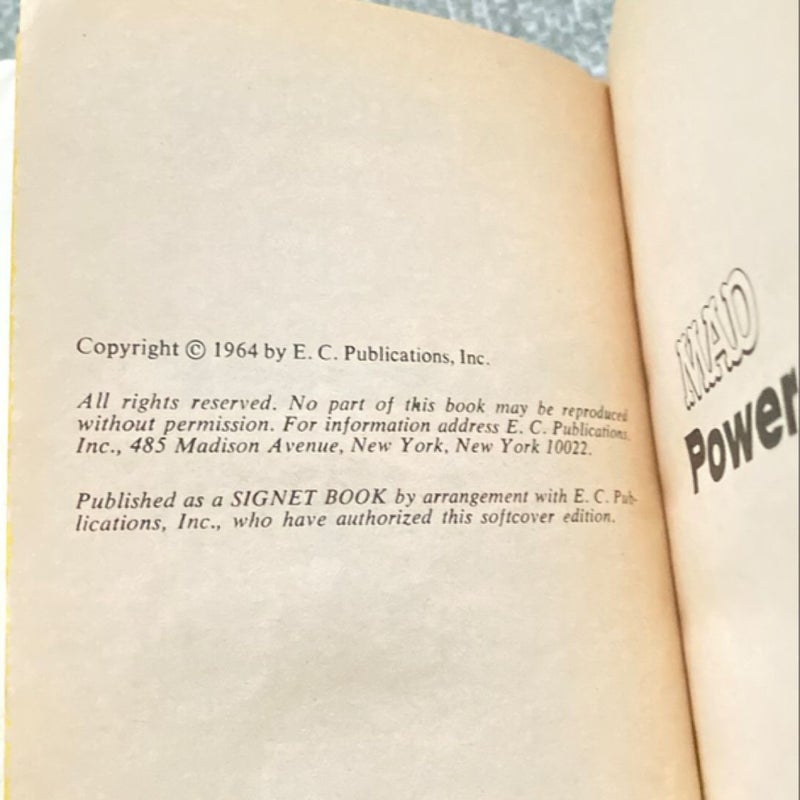 Copyright © 1964 by E. C. Publications, Inc.
All rights reserved. No part of this book may be reproduced
without permission. For information address E. C. Publications,
Inc., 485 Madison Avenue, New York, New York 10022.
Published as a SIGNET BOOK by arrangement with E. C. Pub-
lications, Inc., who have authorized this softcover edition.
MAD
Power